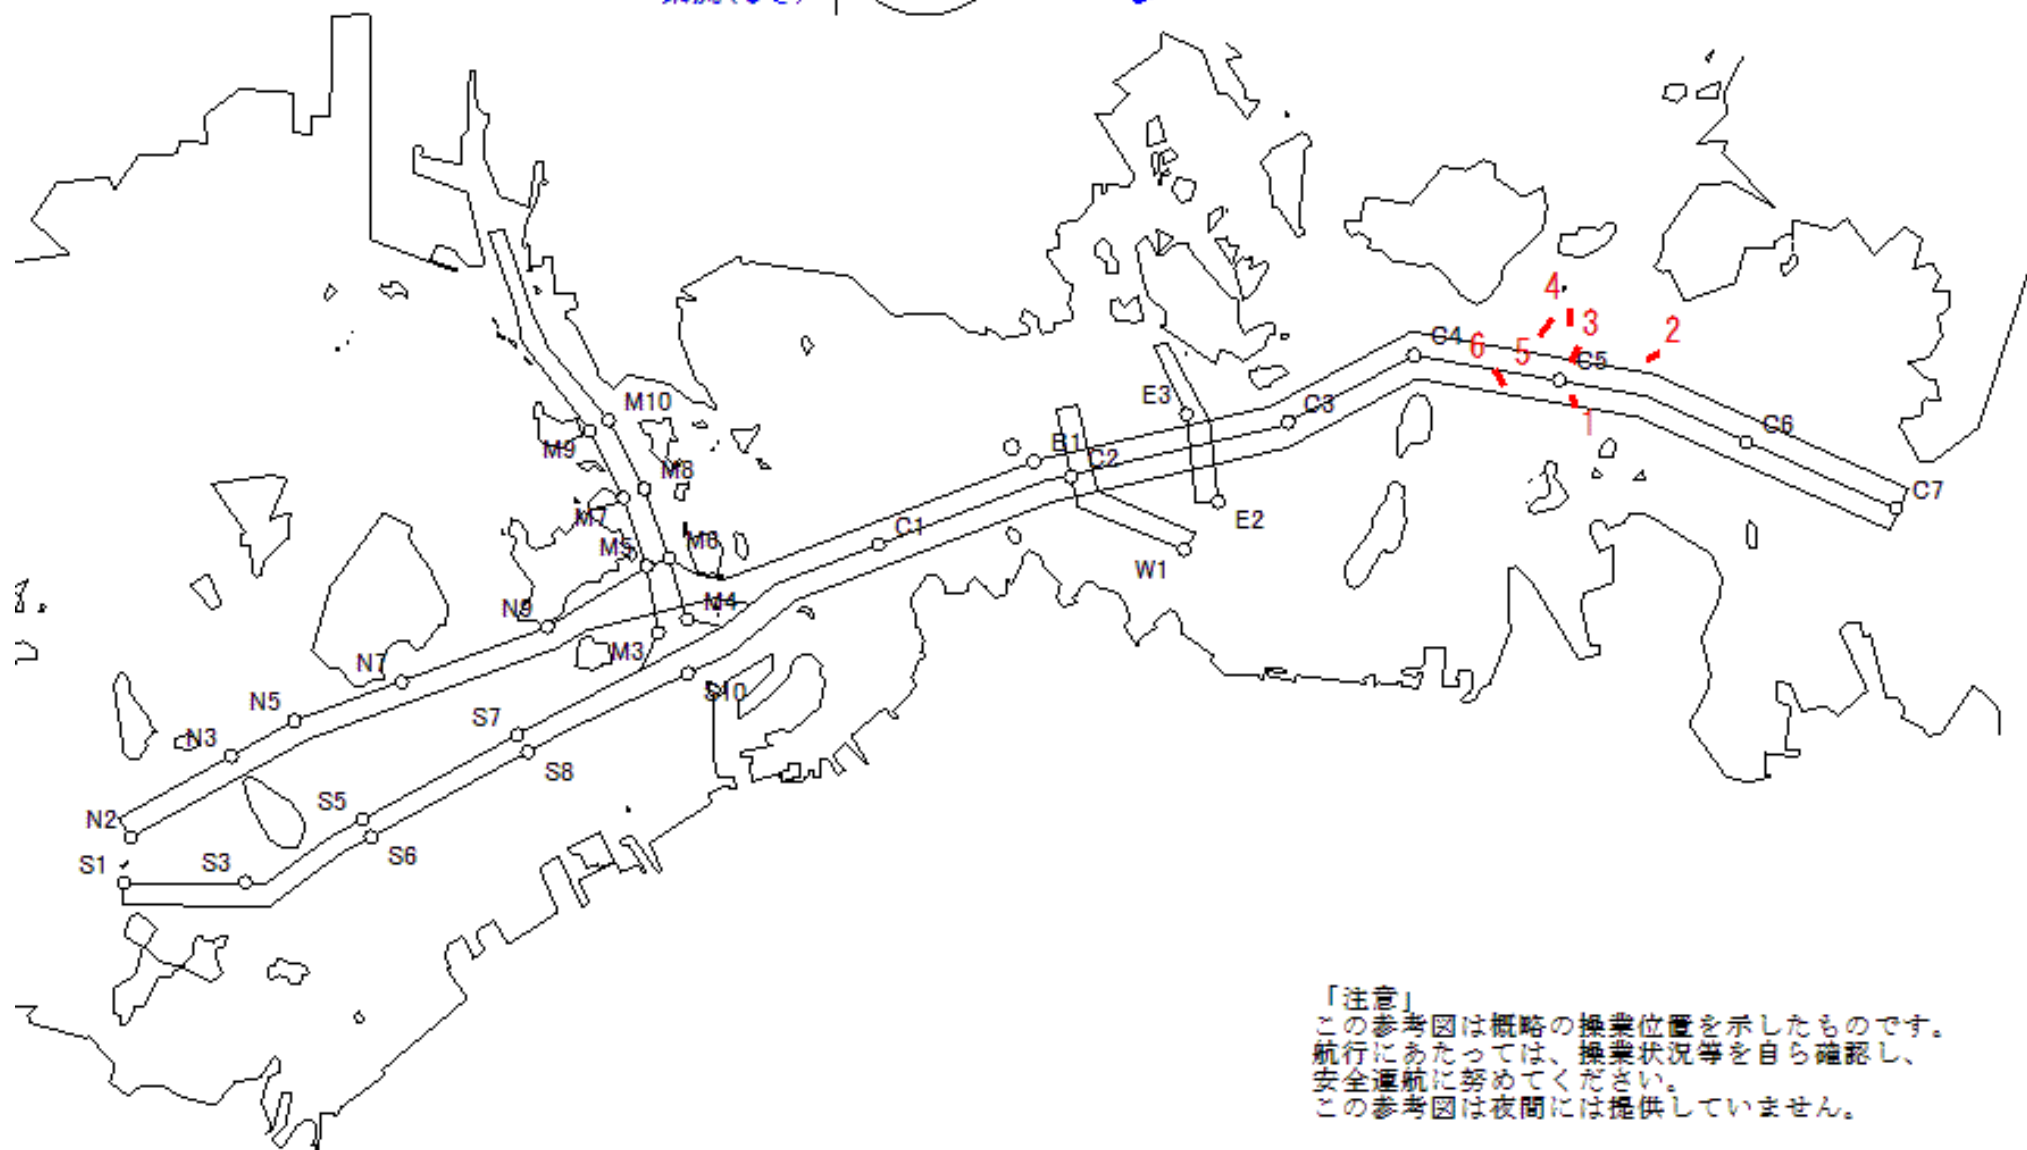 4
3
2
6
5
C4
C5
1
M10
E3
C3
C6
M9
B1
M8
C2
C7
M7
E2
C1
M5
M6
W1
N9
M4
N7
M3
S10
N5
S7
N3
S8
S5
N2
S6
S1
S3
「注意」
この参考図は概略の操業位置を示したものです。
航行にあたっては、操業状況等を自ら確認し、
安全運航に努めてください。
この参考図は夜間には提供していません。